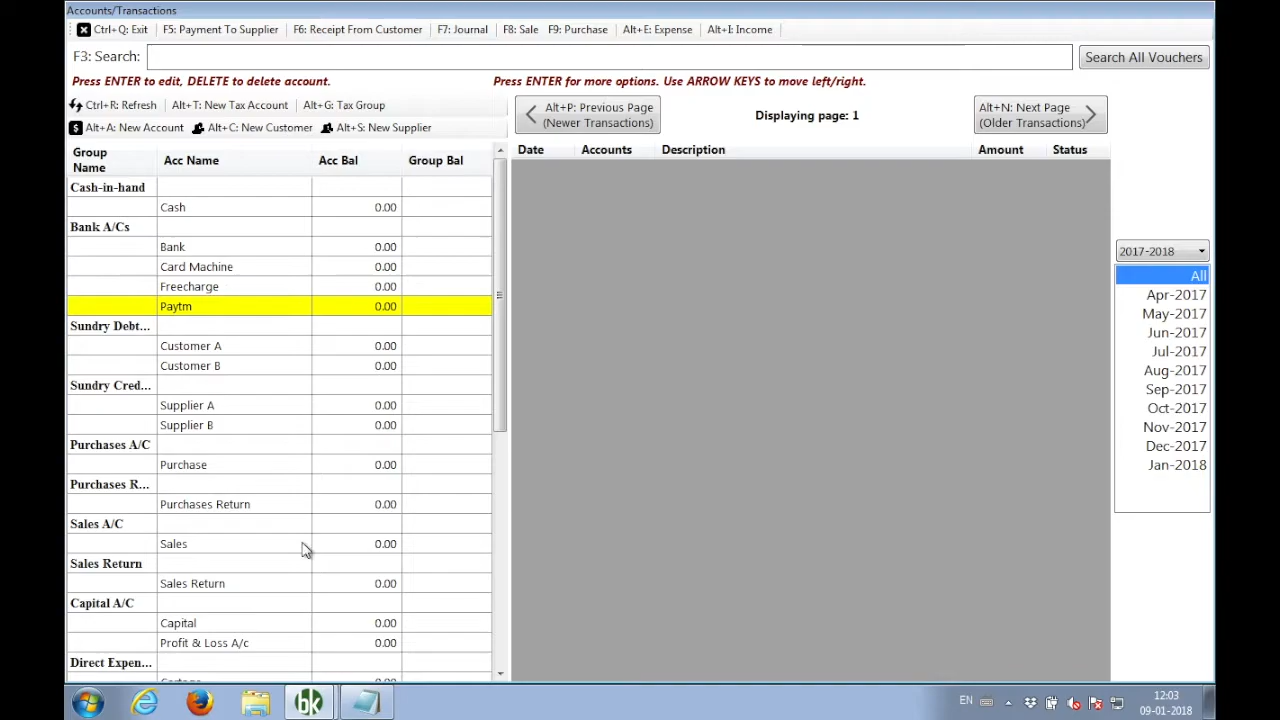 Accounts/Transactions
Ctrl+Q: Exit F5: Payment To Supplier F6: Receipt From Customer F7: Journal F8: Sale F9: Purchase Alt+E: Expense Alt+I: Income
F3: Search: Search All Vouchers
Press ENTER to edit, DELETE to delete account. Press ENTER for more options. Use ARROW KEYS to move left/right.
Ctrl+R: Refresh Alt+T: New Tax Account Alt+G: Tax Group
Alt+A: New Account Alt+C: New Customer Alt+S: New Supplier
Alt+P: Previous Page
(Newer Transactions)
Displaying page: 1
Alt+N: Next Page
(Older Transactions)
Group
Name
Acc Name Acc Bal Group Bal
Cash-in-hand
Cash 0.00
Bank A/Cs
Bank 0.00
Card Machine 0.00
Freecharge 0.00
Paytm 0.00
Sundry Debt...
Customer A 0.00
Customer B 0.00
Sundry Cred...
Supplier A 0.00
Supplier B 0.00
Purchases A/C
Purchase 0.00
Purchases R...
Purchases Return 0.00
Sales A/C
Sales 0.00
Sales Return
Sales Return 0.00
Capital A/C
Capital 0.00
Profit & Loss A/c 0.00
Direct Expen...
Date Accounts Description Amount Status
2017-2018
All
Apr-2017
May-2017
Jun-2017
Jul-2017
Aug-2017
Sep-2017
Oct-2017
Nov-2017
Dec-2017
Jan-2018
bk
EN
12:03
09-01-2018